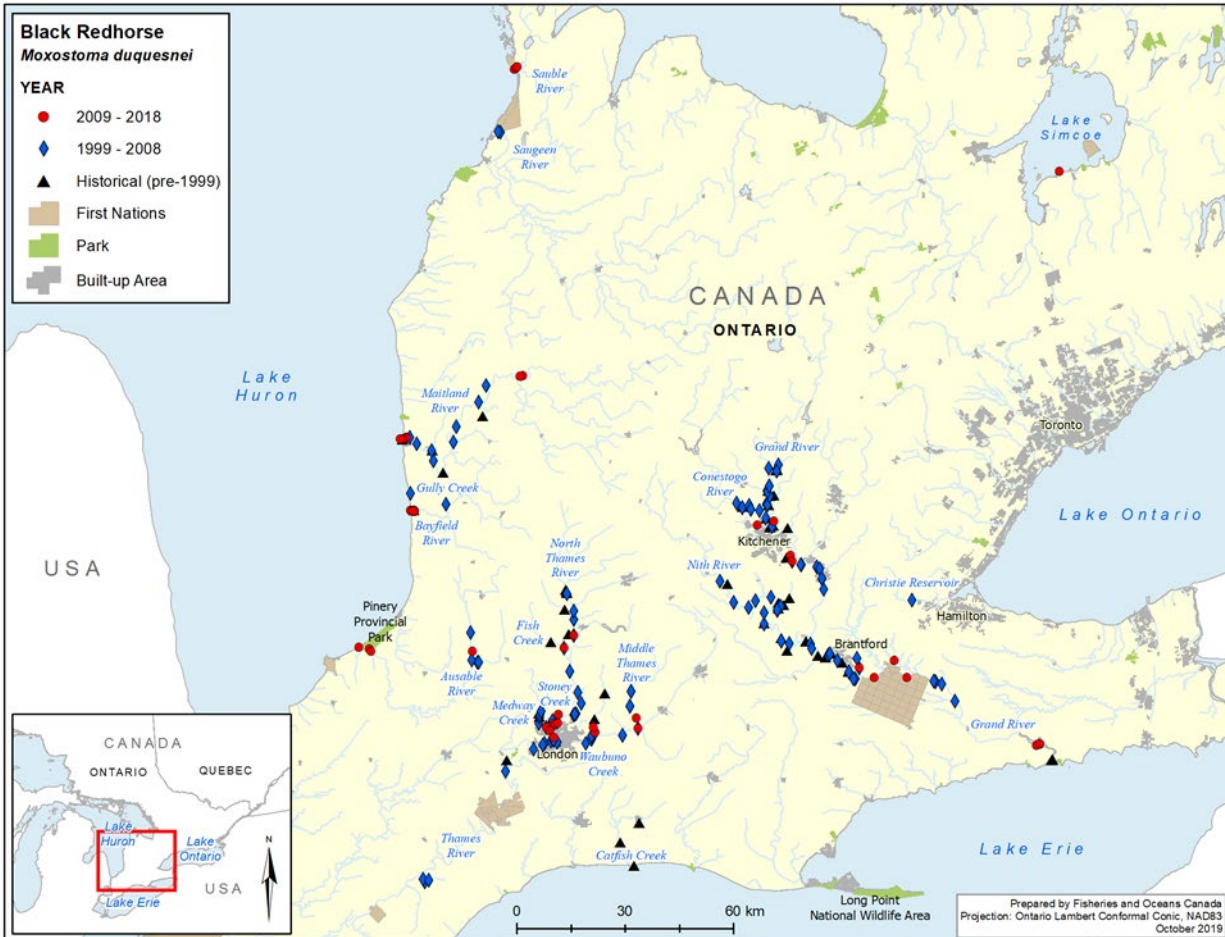 Black Redhorse
Moxostoma duquesnei
YEAR
2009 - 2018
1999 - 2008
Historical (pre-1999)
First Nations
Park
Built-up Area
Sauble
River
Saugeen
River
Lake
Simcoe
CANADA
ONTARIO
Lake
Huron
Maitland
River
Toronto
Grand River
Conestogo
River
Gully Creek
Bayfield
River
Lake Ontario
Kitchener
USA
North
Thames
River
Nith River
Christie Reservoir
Hamilton
Pinery
Provincial
Park
Fish
Creek
Brantford
Middle
Thames
River
Ausable
River
Stoney
Creek
Medway
Creek
Grand River
London
Waubuno
Creek
Thames
River
Catfish Creek
Lake Erie
Long Point
National Wildlife Area
CANADA
ONTARIO
QUEBEC
Lake
Huron
Lake
Ontario
USA
Lake Erie
N
0 30 60 km
Prepared by Fisheries and Oceans Canada
Projection: Ontario Lambert Conformal Conic, NAD83
October 2019